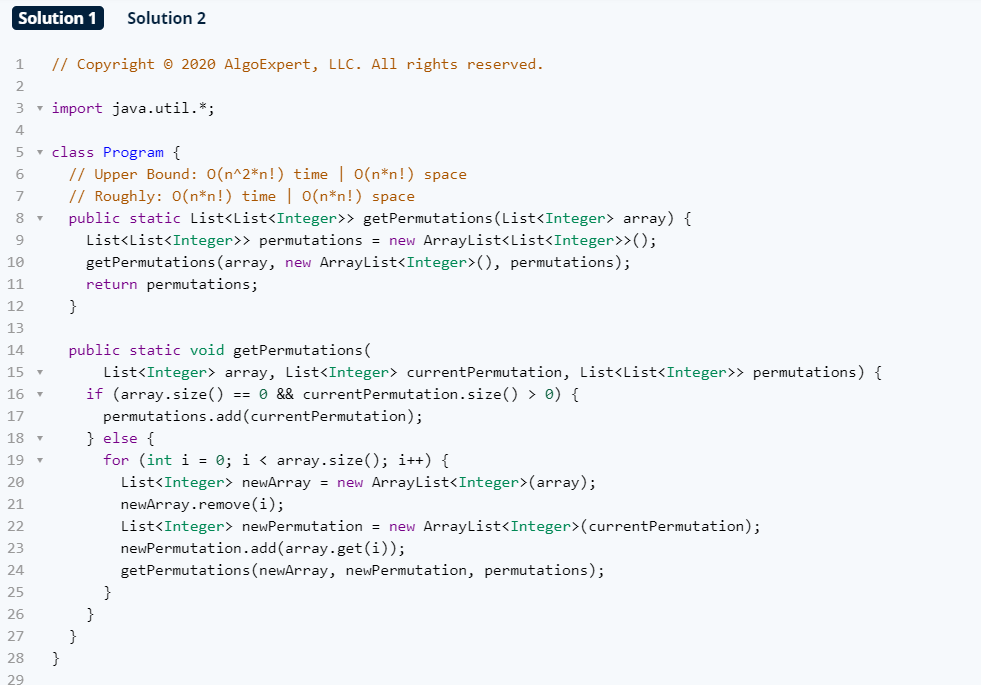 Solution 1 Solution 2
1 // Copyright © 2020 AlgoExpert, LLC. All rights reserved.
2
3 import java.util.*;
4
5 class Program {
6   // Upper Bound: O(n^2*n!) time | O(n*n!) space
7   // Roughly: O(n*n!) time | O(n*n!) space
8   public static List<List<Integer>> getPermutations(List<Integer> array) {
9     List<List<Integer>> permutations = new ArrayList<List<Integer>>();
10     getPermutations(array, new ArrayList<Integer>(), permutations);
11     return permutations;
12   }
13
14   public static void getPermutations(
15       List<Integer> array, List<Integer> currentPermutation, List<List<Integer>> permutations) {
16     if (array.size() == 0 && currentPermutation.size() > 0) {
17       permutations.add(currentPermutation);
18     } else {
19       for (int i = 0; i < array.size(); i++) {
20         List<Integer> newArray = new ArrayList<Integer>(array);
21         newArray.remove(i);
22         List<Integer> newPermutation = new ArrayList<Integer>(currentPermutation);
23         newPermutation.add(array.get(i));
24         getPermutations(newArray, newPermutation, permutations);
25       }
26     }
27   }
28 }
29